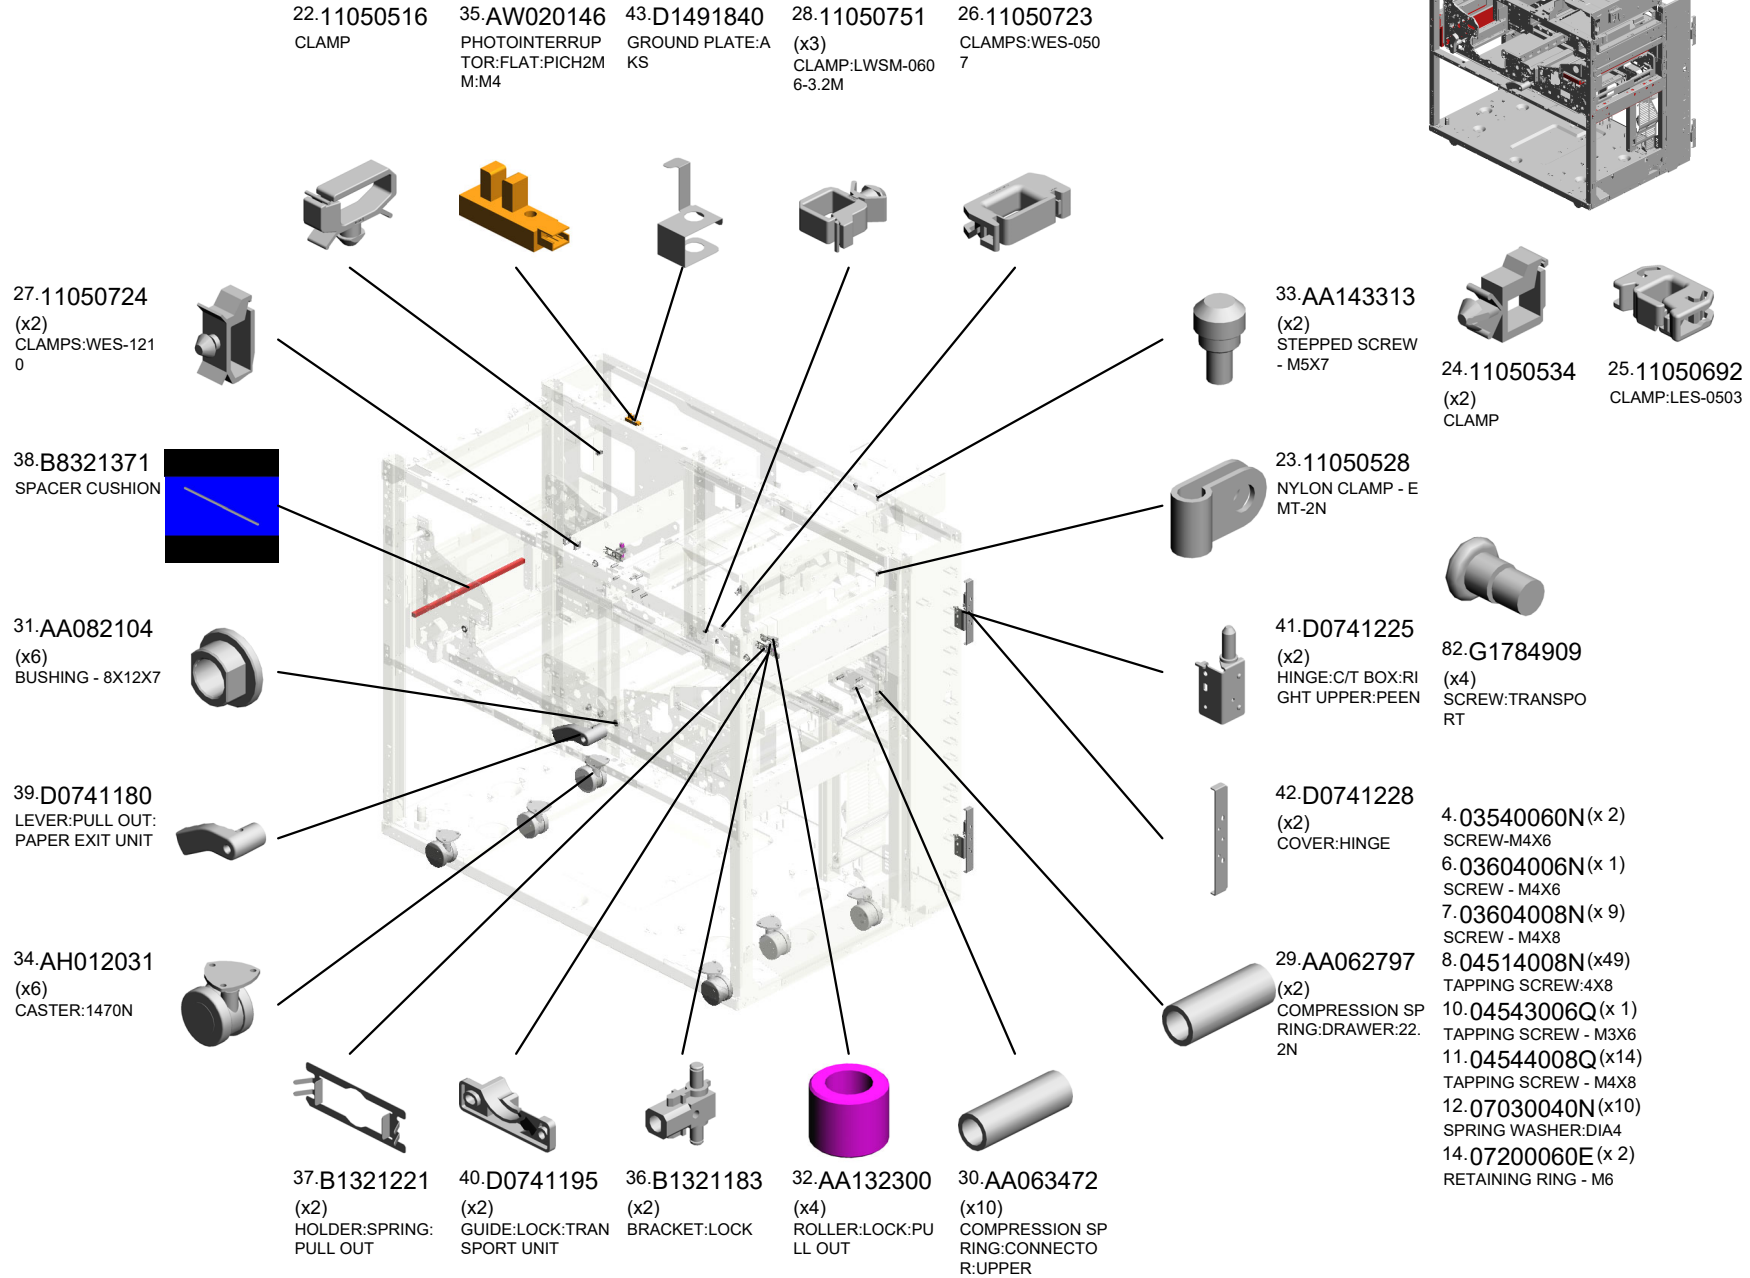 22.11050516
CLAMP
35.AW020146
PHOTOINTERRUP
TOR:FLAT:PICH2M
M:M4
43.D1491840
GROUND PLATE:A
KS
28.11050751
(x3)
CLAMP:LWSM-060
6-3.2M
26.11050723
CLAMPS:WES-050
7
27.11050724
(x2)
CLAMPS:WES-121
0
33.AA143313
(x2)
STEPPED SCREW
- M5X7
24.11050534
(x2)
CLAMP
25.11050692
CLAMP:LES-0503
38.B8321371
SPACER CUSHION
23.11050528
NYLON CLAMP - E
MT-2N
31.AA082104
(x6)
BUSHING - 8X12X7
41.D0741225
(x2)
HINGE:C/T BOX:RI
GHT UPPER:PEEN
82.G1784909
(x4)
SCREW:TRANSPO
RT
39.D0741180
LEVER:PULL OUT:
PAPER EXIT UNIT
42.D0741228
(x2)
COVER:HINGE
4.03540060N(x 2)
SCREW-M4X6
6.03604006N(x 1)
SCREW - M4X6
7.03604008N(x 9)
SCREW - M4X8
8.04514008N(x49)
TAPPING SCREW:4X8
10.04543006Q(x 1)
TAPPING SCREW - M3X6
11.04544008Q(x14)
TAPPING SCREW - M4X8
12.07030040N(x10)
SPRING WASHER:DIA4
14.07200060E(x 2)
RETAINING RING - M6
34.AH012031
(x6)
CASTER:1470N
29.AA062797
(x2)
COMPRESSION SP
RING:DRAWER:22.
2N
37.B1321221
(x2)
HOLDER:SPRING:
PULL OUT
40.D0741195
(x2)
GUIDE:LOCK:TRAN
SPORT UNIT
36.B1321183
(x2)
BRACKET:LOCK
32.AA132300
(x4)
ROLLER:LOCK:PU
LL OUT
30.AA063472
(x10)
COMPRESSION SP
RING:CONNECTO
R:UPPER